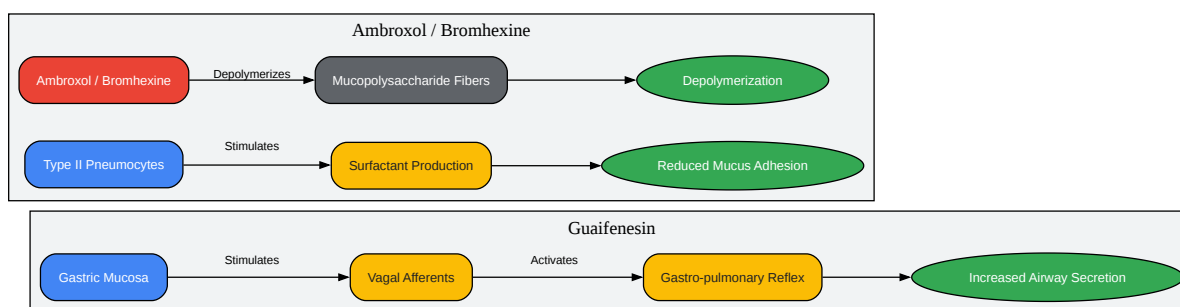 Ambroxol / Bromhexine
Ambroxol / Bromhexine
Depolymerizes
Mucopolysaccharide Fibers
Depolymerization
Type II Pneumocytes
Stimulates
Surfactant Production
Reduced Mucus Adhesion
Guaifenesin
Gastric Mucosa
Stimulates
Vagal Afferents
Activates
Gastro-pulmonary Reflex
Increased Airway Secretion